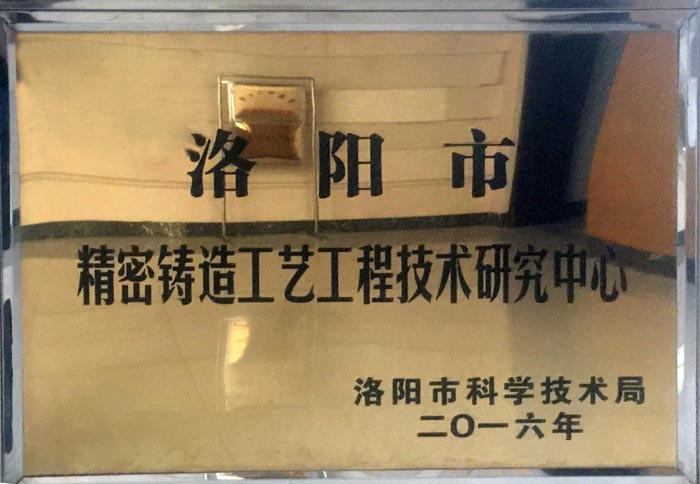 洛阳市
精密铸造工艺工程技术研究中心
洛阳市科学技术局
二〇一六年